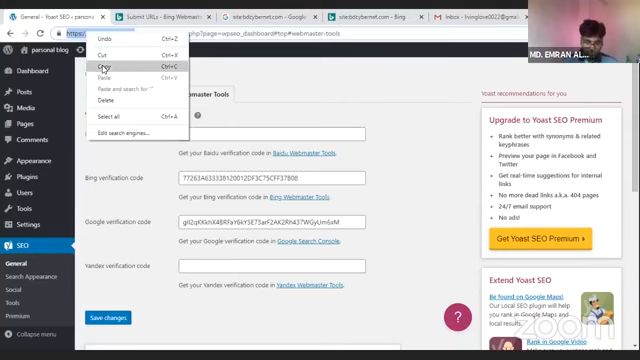 General - Yoast SEO
Submit URLs - Bing Webmaster
site:bdcybernet.com - Google
site:bdcybernet.com - Bing
Inbox - livinglove0022@gmail
https://
php?page=wpseo_dashboard#top#webmaster-tools
personal blog
Undo Ctrl+Z
Cut Ctrl+X
Copy Ctrl+C
Paste Ctrl+V
Paste and search for ""
Delete
Select all Ctrl+A
Edit search engines...
MD. EMRAN AL...
Dashboard
Posts
Media
Pages
Comments
Appearance
Plugins
Users
Tools
Settings
SEO
General
Search Appearance
Social
Tools
Premium
Collapse menu
master Tools
Get your Baidu verification code in Baidu Webmaster Tools.
Bing verification code
Get your Bing verification code in Bing Webmaster Tools.
Google verification code
Get your Google verification code in Google Search Console.
Yandex verification code
Get your Yandex verification code in Yandex Webmaster Tools.
Save changes
?
Yoast recommendations for you
Upgrade to Yoast SEO Premium
Rank better with synonyms & related keyphrases
Preview your page in Facebook and Twitter
Get real-time suggestions for internal links
No more dead links a.k.a. 404 pages
24/7 email support
No ads!
Get Yoast SEO Premium
Extend Yoast SEO
Be found on Google Maps!
Our Local SEO plugin will help you rank in Google Maps and local results.
Rank in Google Video
zoom